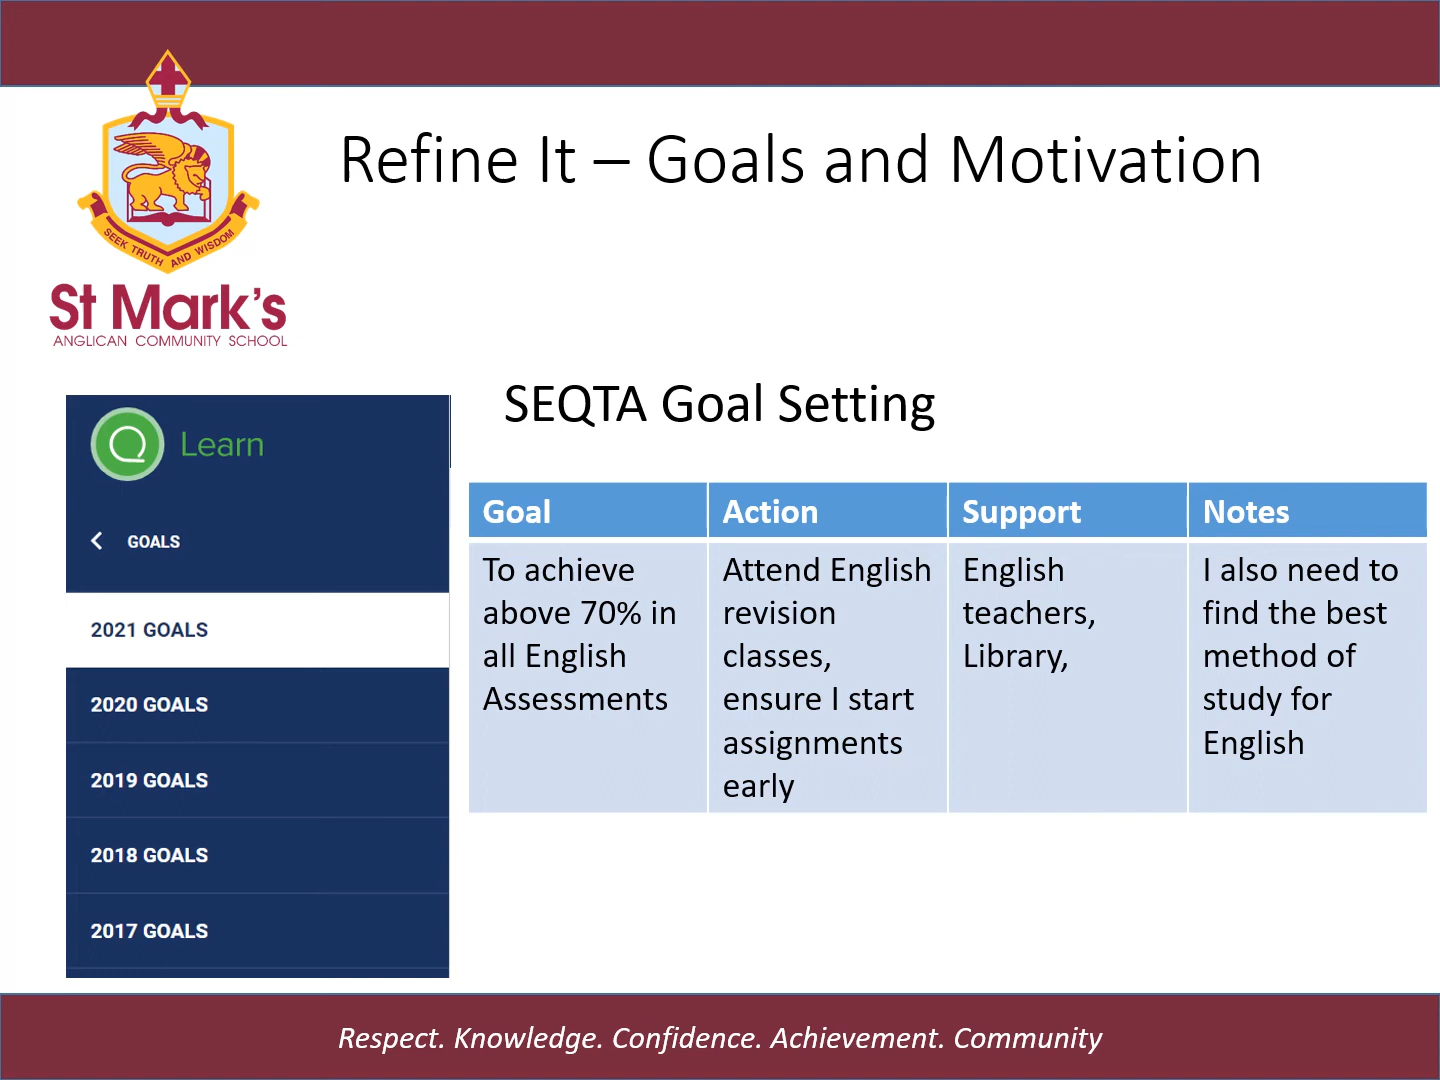 Refine It – Goals and Motivation
SEEK TRUTH AND WISDOM
St Mark's
ANGLICAN COMMUNITY SCHOOL
SEQTA Goal Setting
Learn
GOALS
2021 GOALS
2020 GOALS
2019 GOALS
2018 GOALS
2017 GOALS
Goal
To achieve
above 70% in
all English
Assessments
Action
Attend English
revision
classes,
ensure I start
assignments
early
Support
English
teachers,
Library,
Notes
I also need to
find the best
method of
study for
English
Respect. Knowledge. Confidence. Achievement. Community